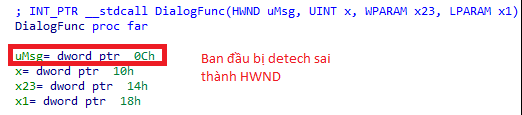 ; INT_PTR __stdcall DialogFunc(HWND uMsg, UINT x, WPARAM x23, LPARAM x1)
DialogFunc proc far
uMsg= dword ptr  0Ch
Ban đầu bị detech sai
x= dword ptr  10h
thành HWND
x23= dword ptr  14h
x1= dword ptr  18h